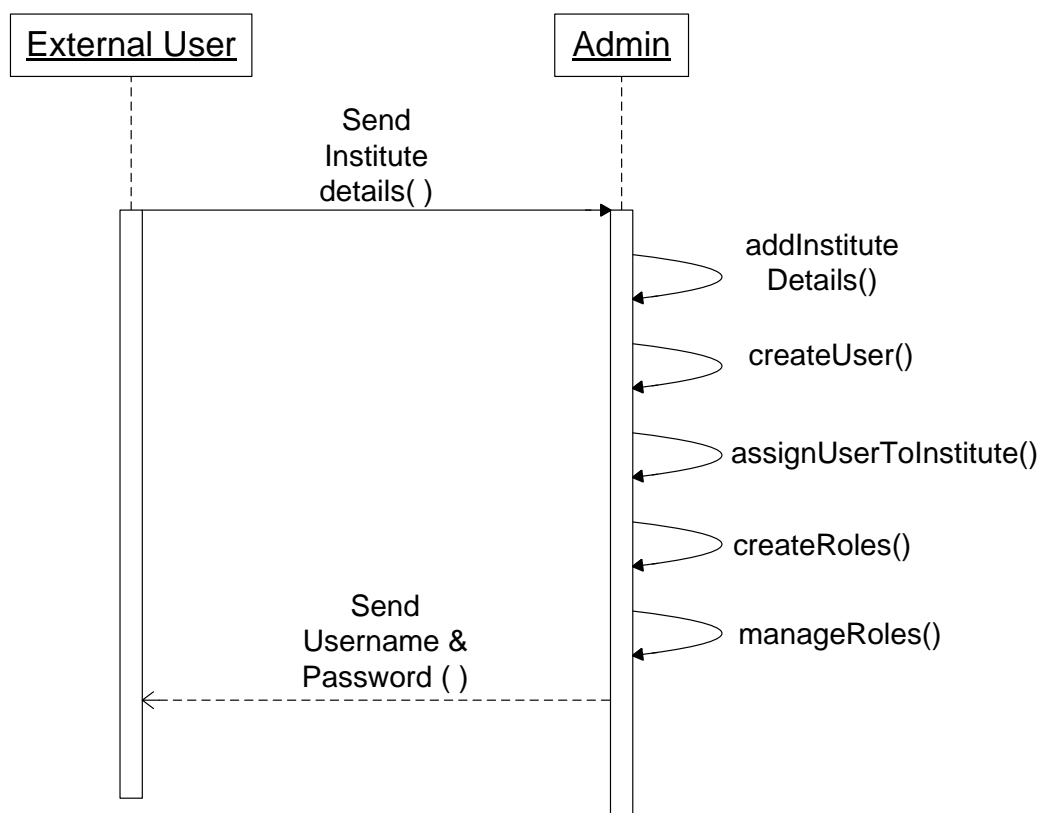 External User
Admin
Send
Institute
details( )
addInstitute
Details()
createUser()
assignUserToInstitute()
createRoles()
manageRoles()
Send
Username &
Password ( )